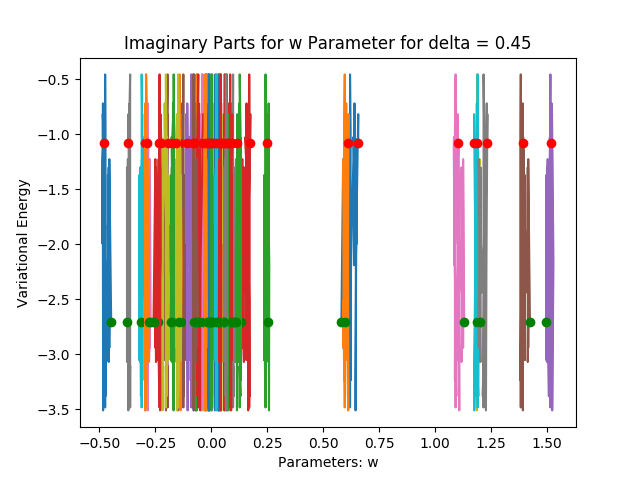 Imaginary Parts for w Parameter for delta = 0.45
Variational Energy
−0.5
−1.0
−1.5
−2.0
−2.5
−3.0
−3.5
−0.50 −0.25 0.00 0.25 0.50 0.75 1.00 1.25 1.50
Parameters: w